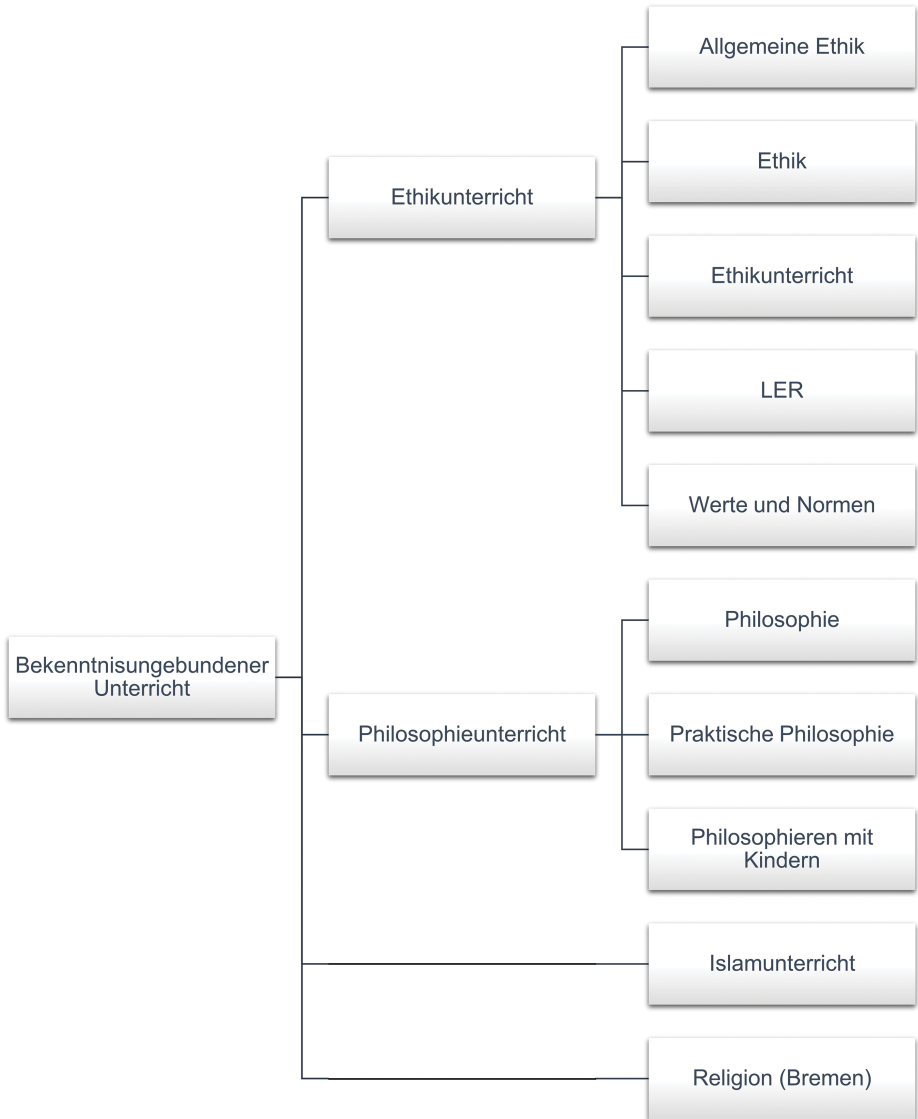 Allgemeine Ethik
Ethik
Ethikunterricht
Ethikunterricht
LER
Werte und Normen
Philosophie
Bekenntnisungebundener
Unterricht
Philosophieunterricht
Praktische Philosophie
Philosophieren mit
Kindern
Islamunterricht
Religion (Bremen)